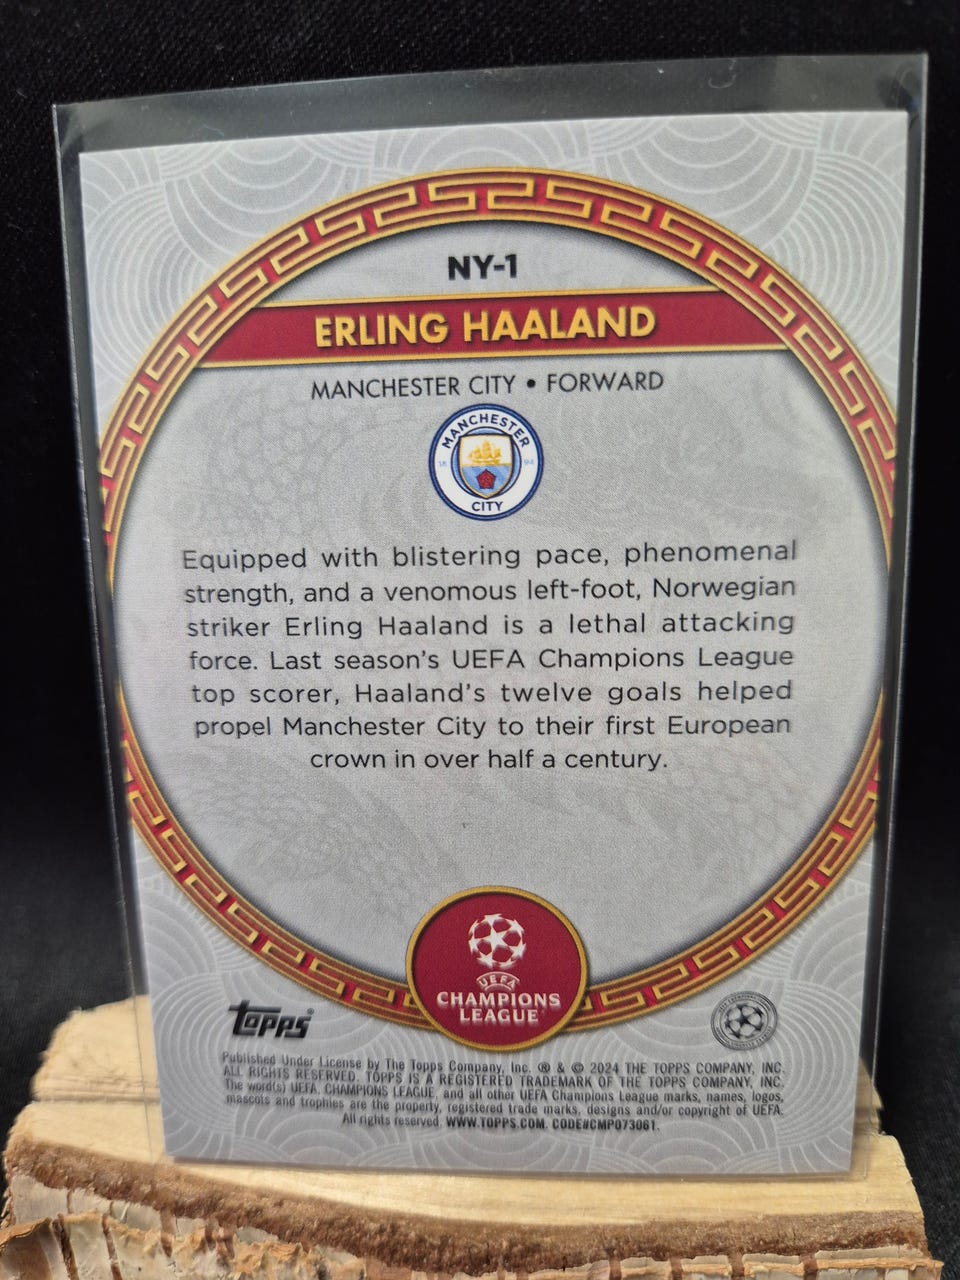 NY-1
ERLING HAALAND
MANCHESTER CITY • FORWARD
MANCHESTER
18 94
CITY
Equipped with blistering pace, phenomenal
strength, and a venomous left-foot, Norwegian
striker Erling Haaland is a lethal attacking
force. Last season's UEFA Champions League
top scorer, Haaland's twelve goals helped
propel Manchester City to their first European
crown in over half a century.
UEFA
CHAMPIONS
LEAGUE®
Topps®
Published Under License by The Topps Company, Inc. ® & © 2024 THE TOPPS COMPANY, INC.
ALL RIGHTS RESERVED. TOPPS IS A REGISTERED TRADEMARK OF THE TOPPS COMPANY, INC.
The word(s) UEFA, CHAMPIONS LEAGUE, and all other UEFA Champions League marks, names, logos,
mascots and trophies are the property, registered trade marks, designs and/or copyright of UEFA.
All rights reserved. WWW.TOPPS.COM. CODE#CMP073061.